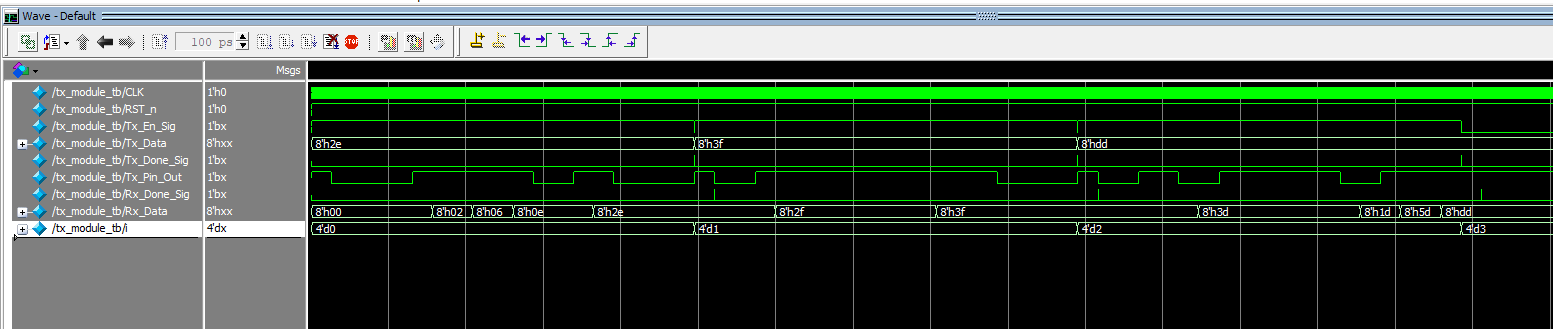 Wave - Default
100 ps
STOP
Msgs
/tx_module_tb/CLK 1'h0
/tx_module_tb/RST_n 1'h0
/tx_module_tb/Tx_En_Sig 1'bx
/tx_module_tb/Tx_Data 8'hxx 8'h2e 8'h3f 8'hdd
/tx_module_tb/Tx_Done_Sig 1'bx
/tx_module_tb/Tx_Pin_Out 1'bx
/tx_module_tb/Rx_Done_Sig 1'bx
/tx_module_tb/Rx_Data 8'hxx 8'h00 8'h02 8'h06 8'h0e 8'h2e 8'h2f 8'h3f 8'h3d 8'h1d 8'h5d 8'hdd
/tx_module_tb/i 4'dx 4'd0 4'd1 4'd2 4'd3